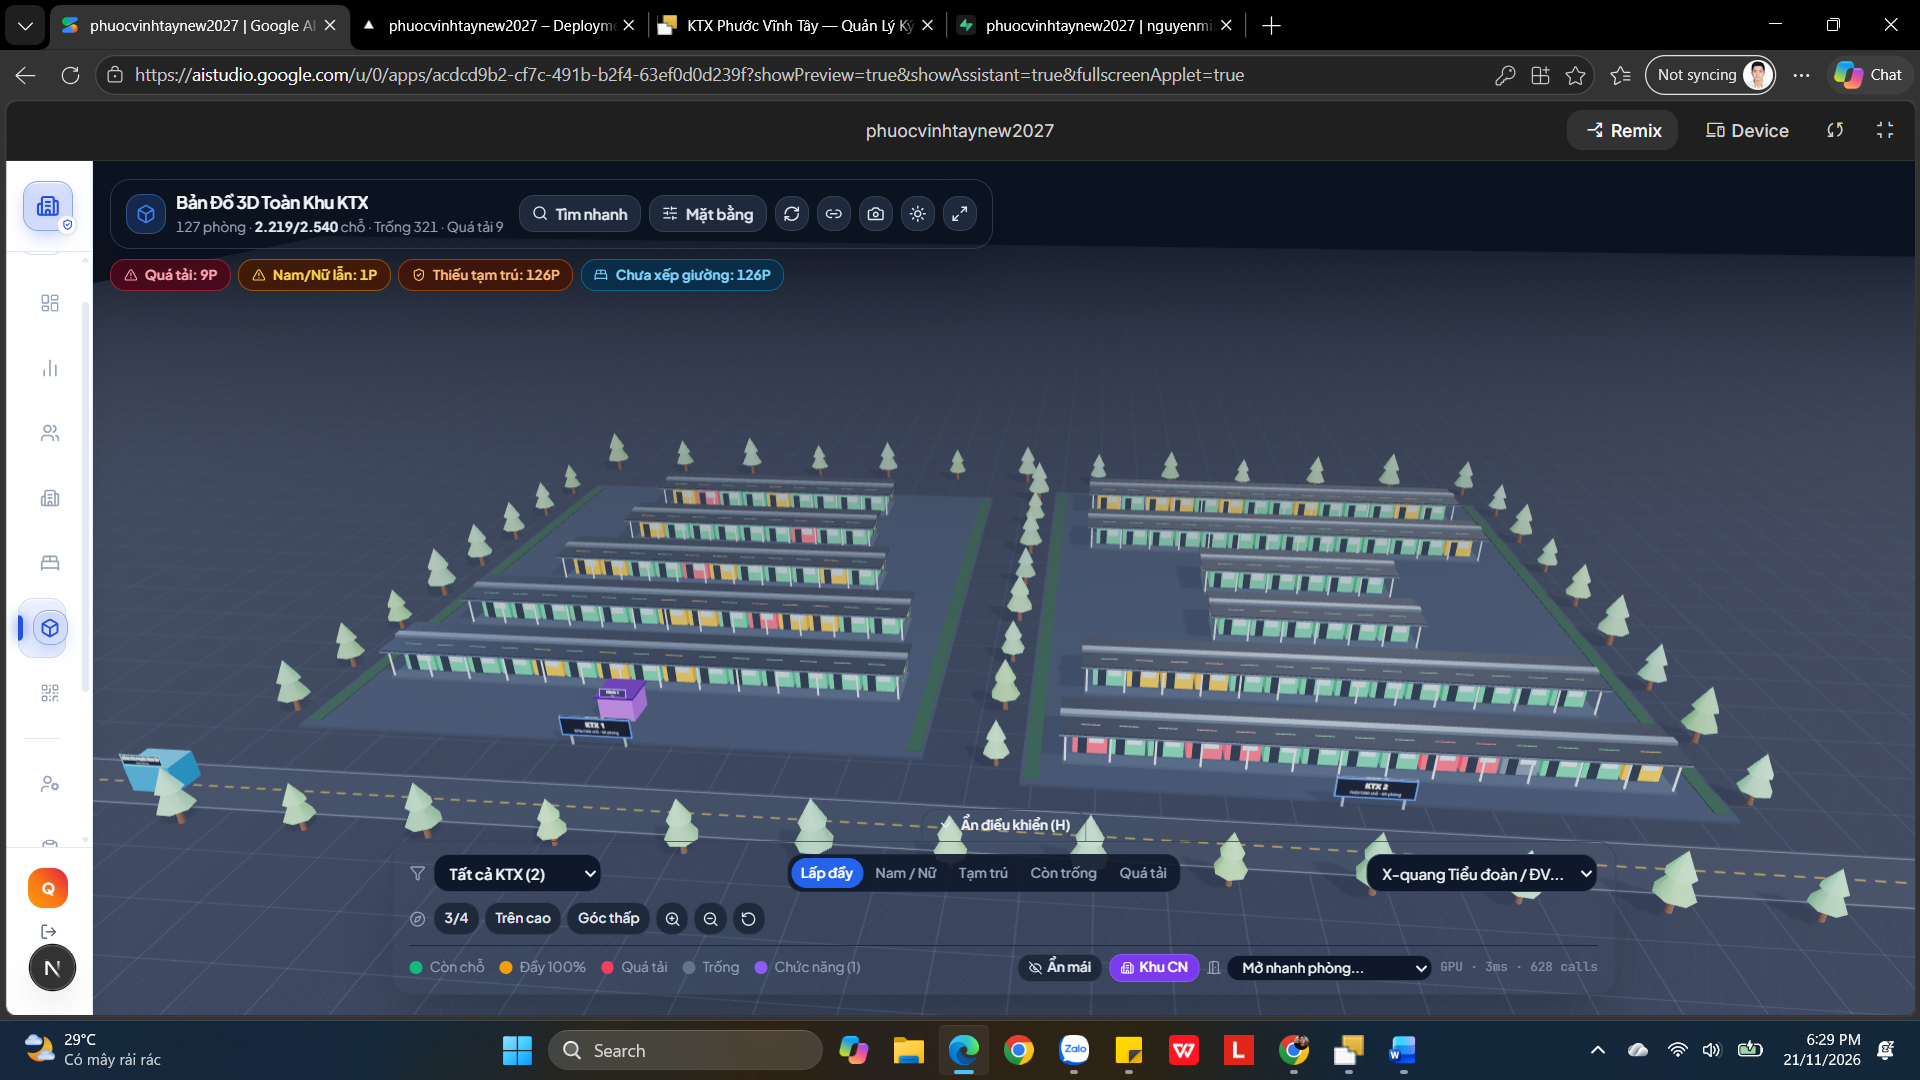 phuocvinhtaynew2027 | Google AI
phuocvinhtaynew2027 – Deployme
KTX Phước Vĩnh Tây — Quản Lý Ký
phuocvinhtaynew2027 | nguyenmi
https://aistudio.google.com/u/0/apps/acdcd9b2-cf7c-491b-b2f4-63ef0d0d239f?showPreview=true&showAssistant=true&fullscreenApplet=true
Not syncing
Chat
phuocvinhtaynew2027
Remix
Device
Bản Đồ 3D Toàn Khu KTX
127 phòng · 2.219/2.540 chỗ · Trống 321 · Quá tải 9
Tìm nhanh
Mặt bằng
Quá tải: 9P
Nam/Nữ lẫn: 1P
Thiếu tạm trú: 126P
Chưa xếp giường: 126P
KTX 1
KTX 2
Ẩn điều khiển (H)
Tất cả KTX (2)
Lấp đầy
Nam / Nữ
Tạm trú
Còn trống
Quá tải
X-quang Tiểu đoàn / ĐV...
3/4
Trên cao
Góc thấp
Còn chỗ
Đầy 100%
Quá tải
Trống
Chức năng (1)
Ẩn mái
Khu CN
Mở nhanh phòng...
GPU · 3ms · 628 calls
Q
N
29°C
Có mây rải rác
Search
Zalo
L
6:29 PM
21/11/2026